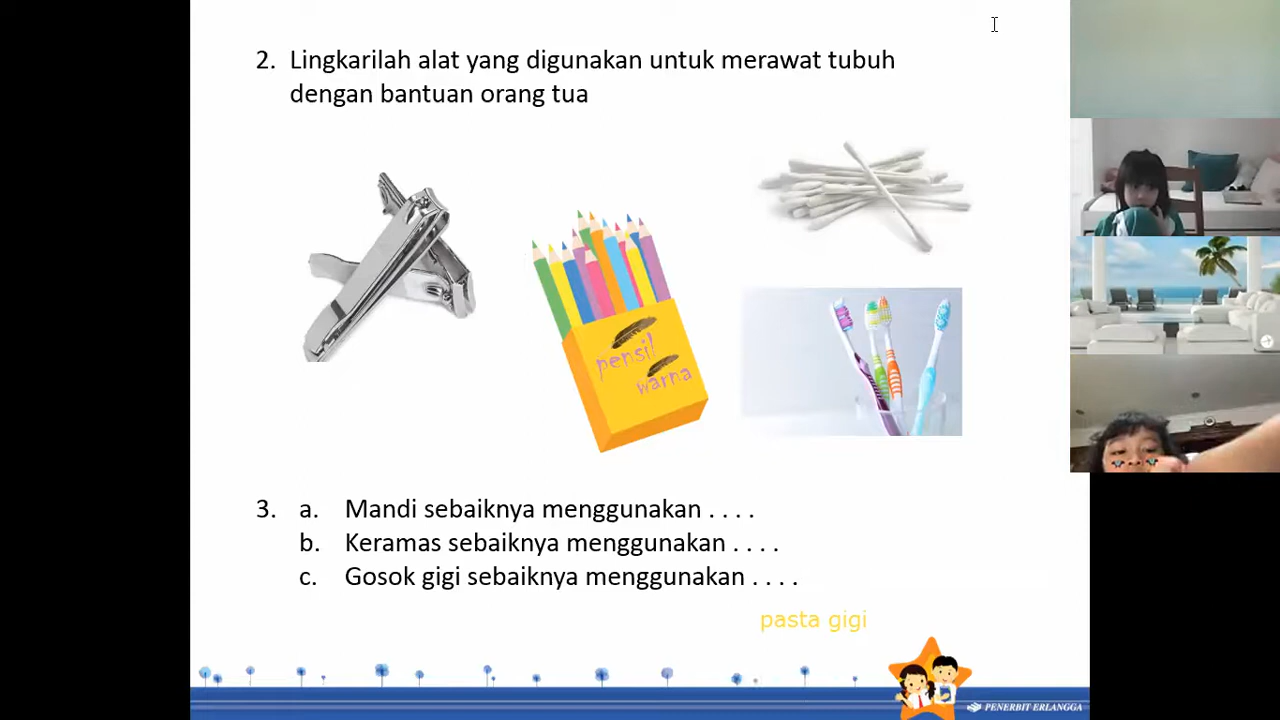 2. Lingkarilah alat yang digunakan untuk merawat tubuh
dengan bantuan orang tua
pensil
warna
3. a. Mandi sebaiknya menggunakan . . . .
b. Keramas sebaiknya menggunakan . . . .
c. Gosok gigi sebaiknya menggunakan . . . .
pasta gigi
PENERBIT ERLANGGA